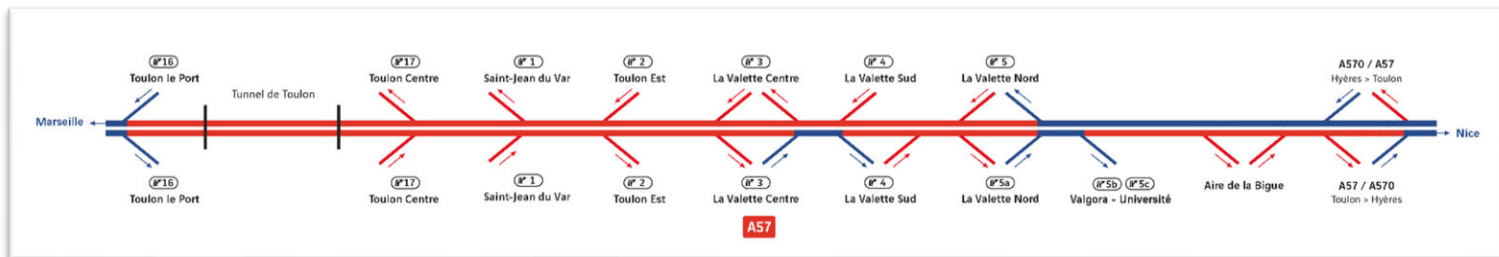 n°16
Toulon le Port
Tunnel de Toulon
n°17
Toulon Centre
n° 1
Saint-Jean du Var
n° 2
Toulon Est
n° 3
La Valette Centre
n° 4
La Valette Sud
n° 5
La Valette Nord
A570 / A57
Hyères > Toulon
Marseille
Nice
n°16
Toulon le Port
n°17
Toulon Centre
n° 1
Saint-Jean du Var
n° 2
Toulon Est
n° 3
La Valette Centre
n° 4
La Valette Sud
n°5a
La Valette Nord
n°5b n°5c
Valgora - Université
Aire de la Bigue
A57 / A570
Toulon > Hyères
A57